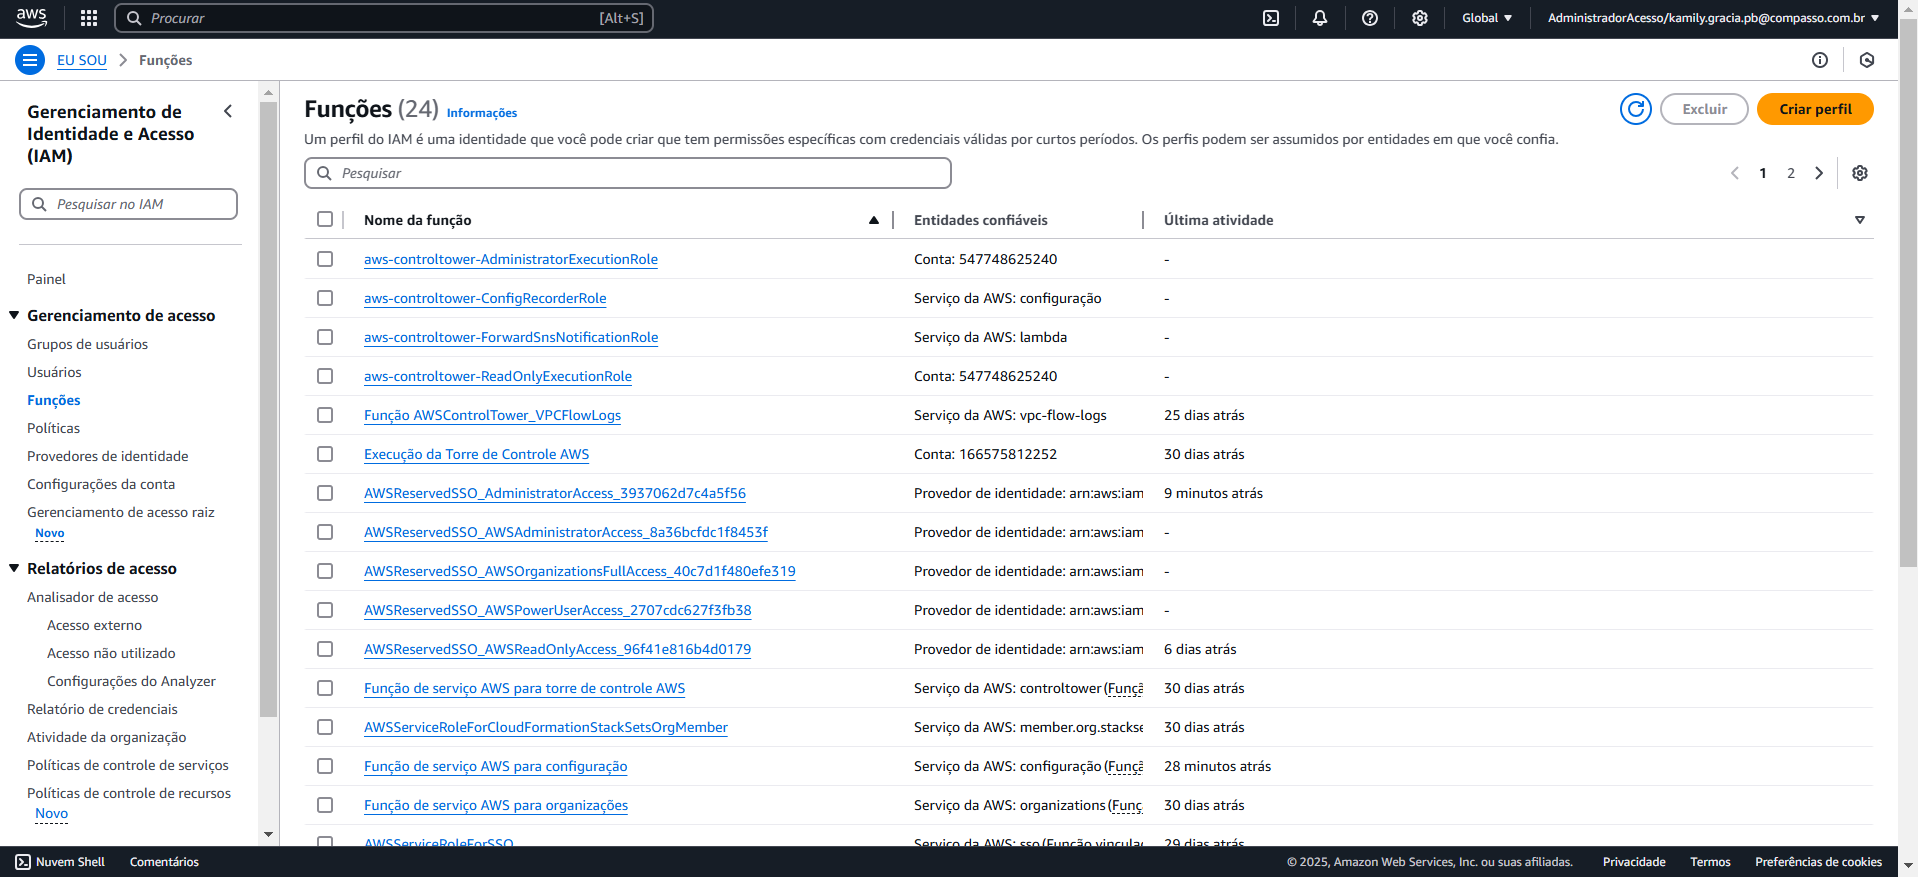 aws
Procurar
[Alt+S]
Global
AdministradorAcesso/kamily.gracia.pb@compasso.com.br
EU SOU
Funções
Gerenciamento de
Identidade e Acesso
(IAM)
Pesquisar no IAM
Painel
Gerenciamento de acesso
Grupos de usuários
Usuários
Funções
Políticas
Provedores de identidade
Configurações da conta
Gerenciamento de acesso raiz
Novo
Relatórios de acesso
Analisador de acesso
Acesso externo
Acesso não utilizado
Configurações do Analyzer
Relatório de credenciais
Atividade da organização
Políticas de controle de serviços
Políticas de controle de recursos
Novo
Funções (24) Informações
Excluir
Criar perfil
Um perfil do IAM é uma identidade que você pode criar que tem permissões específicas com credenciais válidas por curtos períodos. Os perfis podem ser assumidos por entidades em que você confia.
Pesquisar
1 2
Nome da função Entidades confiáveis Última atividade
aws-controltower-AdministratorExecutionRole Conta: 547748625240 -
aws-controltower-ConfigRecorderRole Serviço da AWS: configuração -
aws-controltower-ForwardSnsNotificationRole Serviço da AWS: lambda -
aws-controltower-ReadOnlyExecutionRole Conta: 547748625240 -
Função AWSControlTower_VPCFlowLogs Serviço da AWS: vpc-flow-logs 25 dias atrás
Execução da Torre de Controle AWS Conta: 166575812252 30 dias atrás
AWSReservedSSO_AdministratorAccess_3937062d7c4a5f56 Provedor de identidade: arn:aws:iam 9 minutos atrás
AWSReservedSSO_AWSAdministratorAccess_8a36bcfdc1f8453f Provedor de identidade: arn:aws:iam -
AWSReservedSSO_AWSOrganizationsFullAccess_40c7d1f480efe319 Provedor de identidade: arn:aws:iam -
AWSReservedSSO_AWSPowerUserAccess_2707cdc627f3fb38 Provedor de identidade: arn:aws:iam -
AWSReservedSSO_AWSReadOnlyAccess_96f41e816b4d0179 Provedor de identidade: arn:aws:iam 6 dias atrás
Função de serviço AWS para torre de controle AWS Serviço da AWS: controltower (Funçã 30 dias atrás
AWSServiceRoleForCloudFormationStackSetsOrgMember Serviço da AWS: member.org.stackse 30 dias atrás
Função de serviço AWS para configuração Serviço da AWS: configuração (Funçã 28 minutos atrás
Função de serviço AWS para organizações Serviço da AWS: organizations (Funç 30 dias atrás
AWSServiceRoleForSSO Serviço da AWS: sso (Função vinculad 29 dias atrás
Nuvem Shell Comentários © 2025, Amazon Web Services, Inc. ou suas afiliadas. Privacidade Termos Preferências de cookies